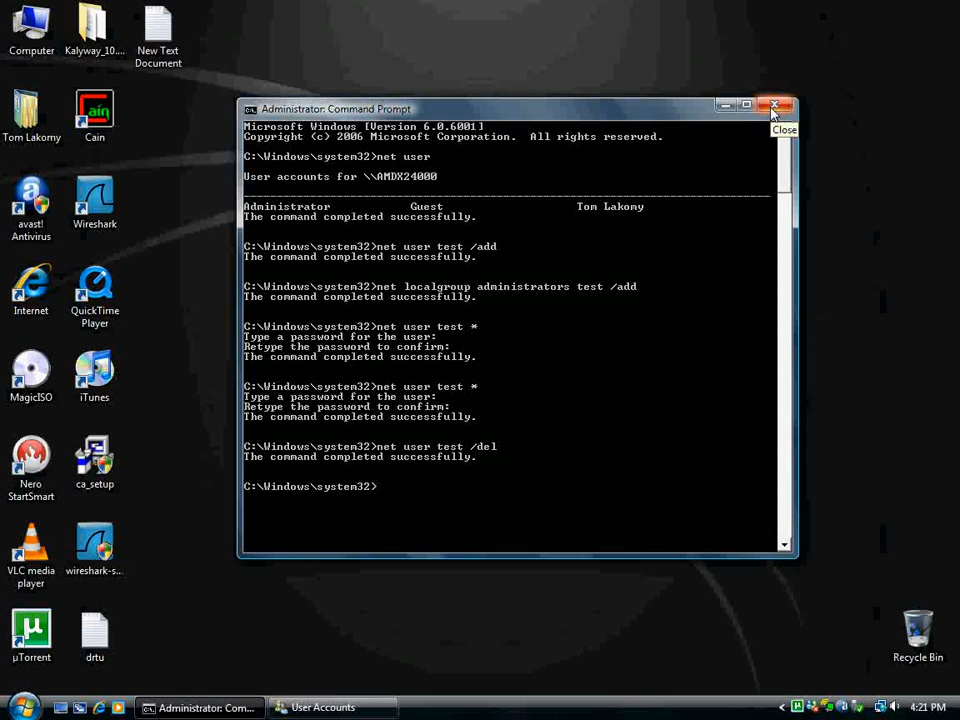 Computer
Kalyway_10....
New Text
Document
Tom Lakomy
Cain
avast!
Antivirus
Wireshark
Internet
QuickTime
Player
MagicISO
iTunes
Nero
StartSmart
ca_setup
VLC media
player
wireshark-s...
µTorrent
drtu
Recycle Bin
Administrator: Command Prompt
Close
Microsoft Windows [Version 6.0.6001]
Copyright (c) 2006 Microsoft Corporation.  All rights reserved.
C:\Windows\system32>net user
User accounts for \\AMDX24000
Administrator            Guest                    Tom Lakomy
The command completed successfully.
C:\Windows\system32>net user test /add
The command completed successfully.
C:\Windows\system32>net localgroup administrators test /add
The command completed successfully.
C:\Windows\system32>net user test *
Type a password for the user:
Retype the password to confirm:
The command completed successfully.
C:\Windows\system32>net user test *
Type a password for the user:
Retype the password to confirm:
The command completed successfully.
C:\Windows\system32>net user test /del
The command completed successfully.
C:\Windows\system32>
Administrator: Com...
User Accounts
4:21 PM